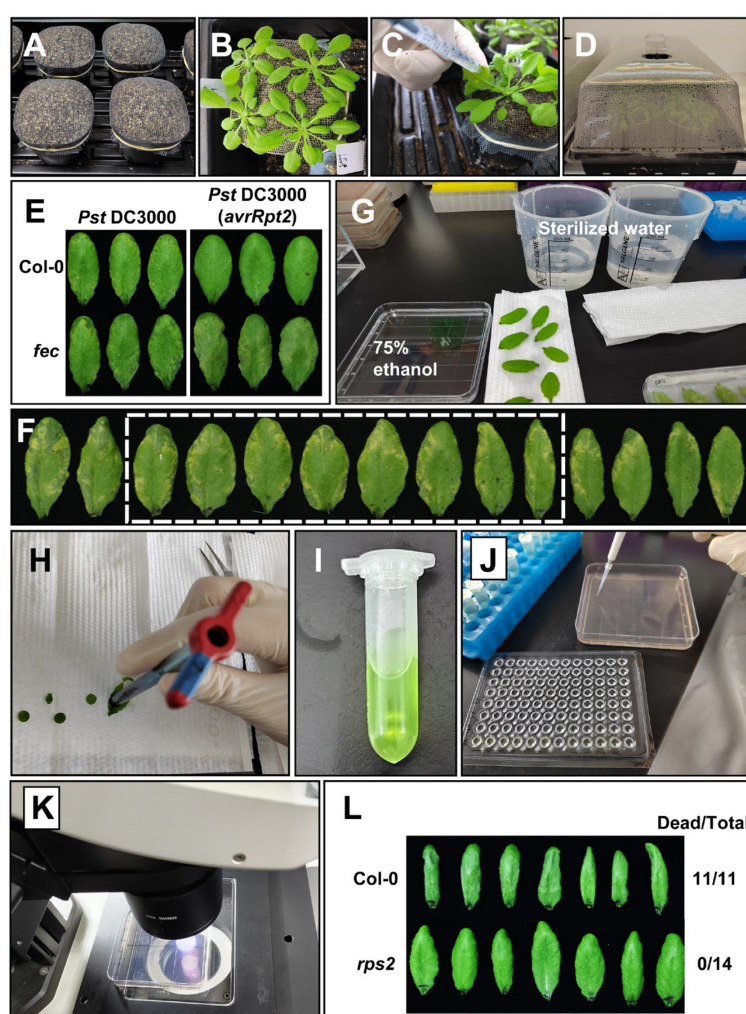 A
B
C
D
E
Pst DC3000
Pst DC3000
(avrRpt2)
Col-0
fec
G
Sterilized water
75%
ethanol
F
H
I
J
K
L
Dead/Total
Col-0
11/11
rps2
0/14